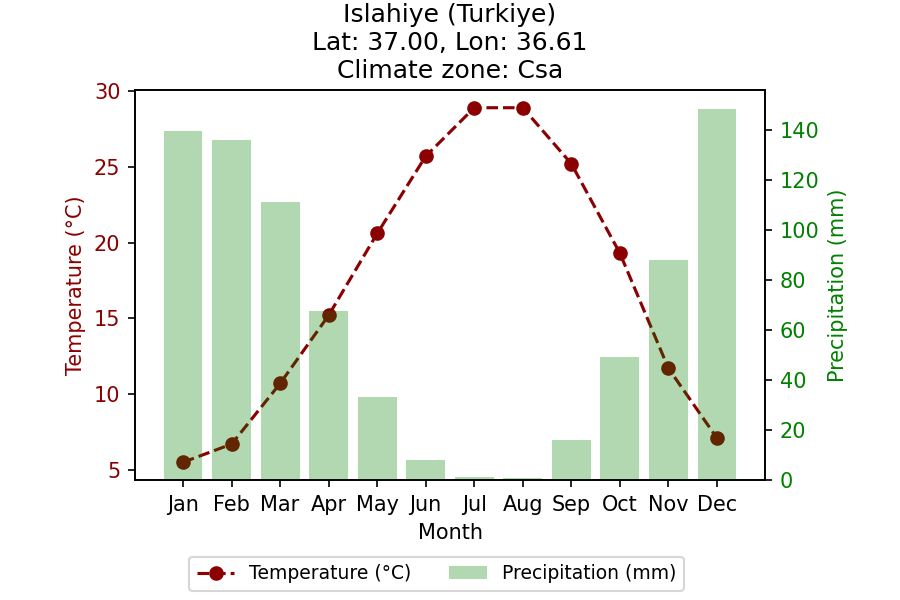 Islahiye (Turkiye)
Lat: 37.00, Lon: 36.61
Climate zone: Csa
30
25
20
15
10
5
Temperature (°C)
140
120
100
80
60
40
20
0
Precipitation (mm)
Jan Feb Mar Apr May Jun Jul Aug Sep Oct Nov Dec
Month
Temperature (°C) Precipitation (mm)